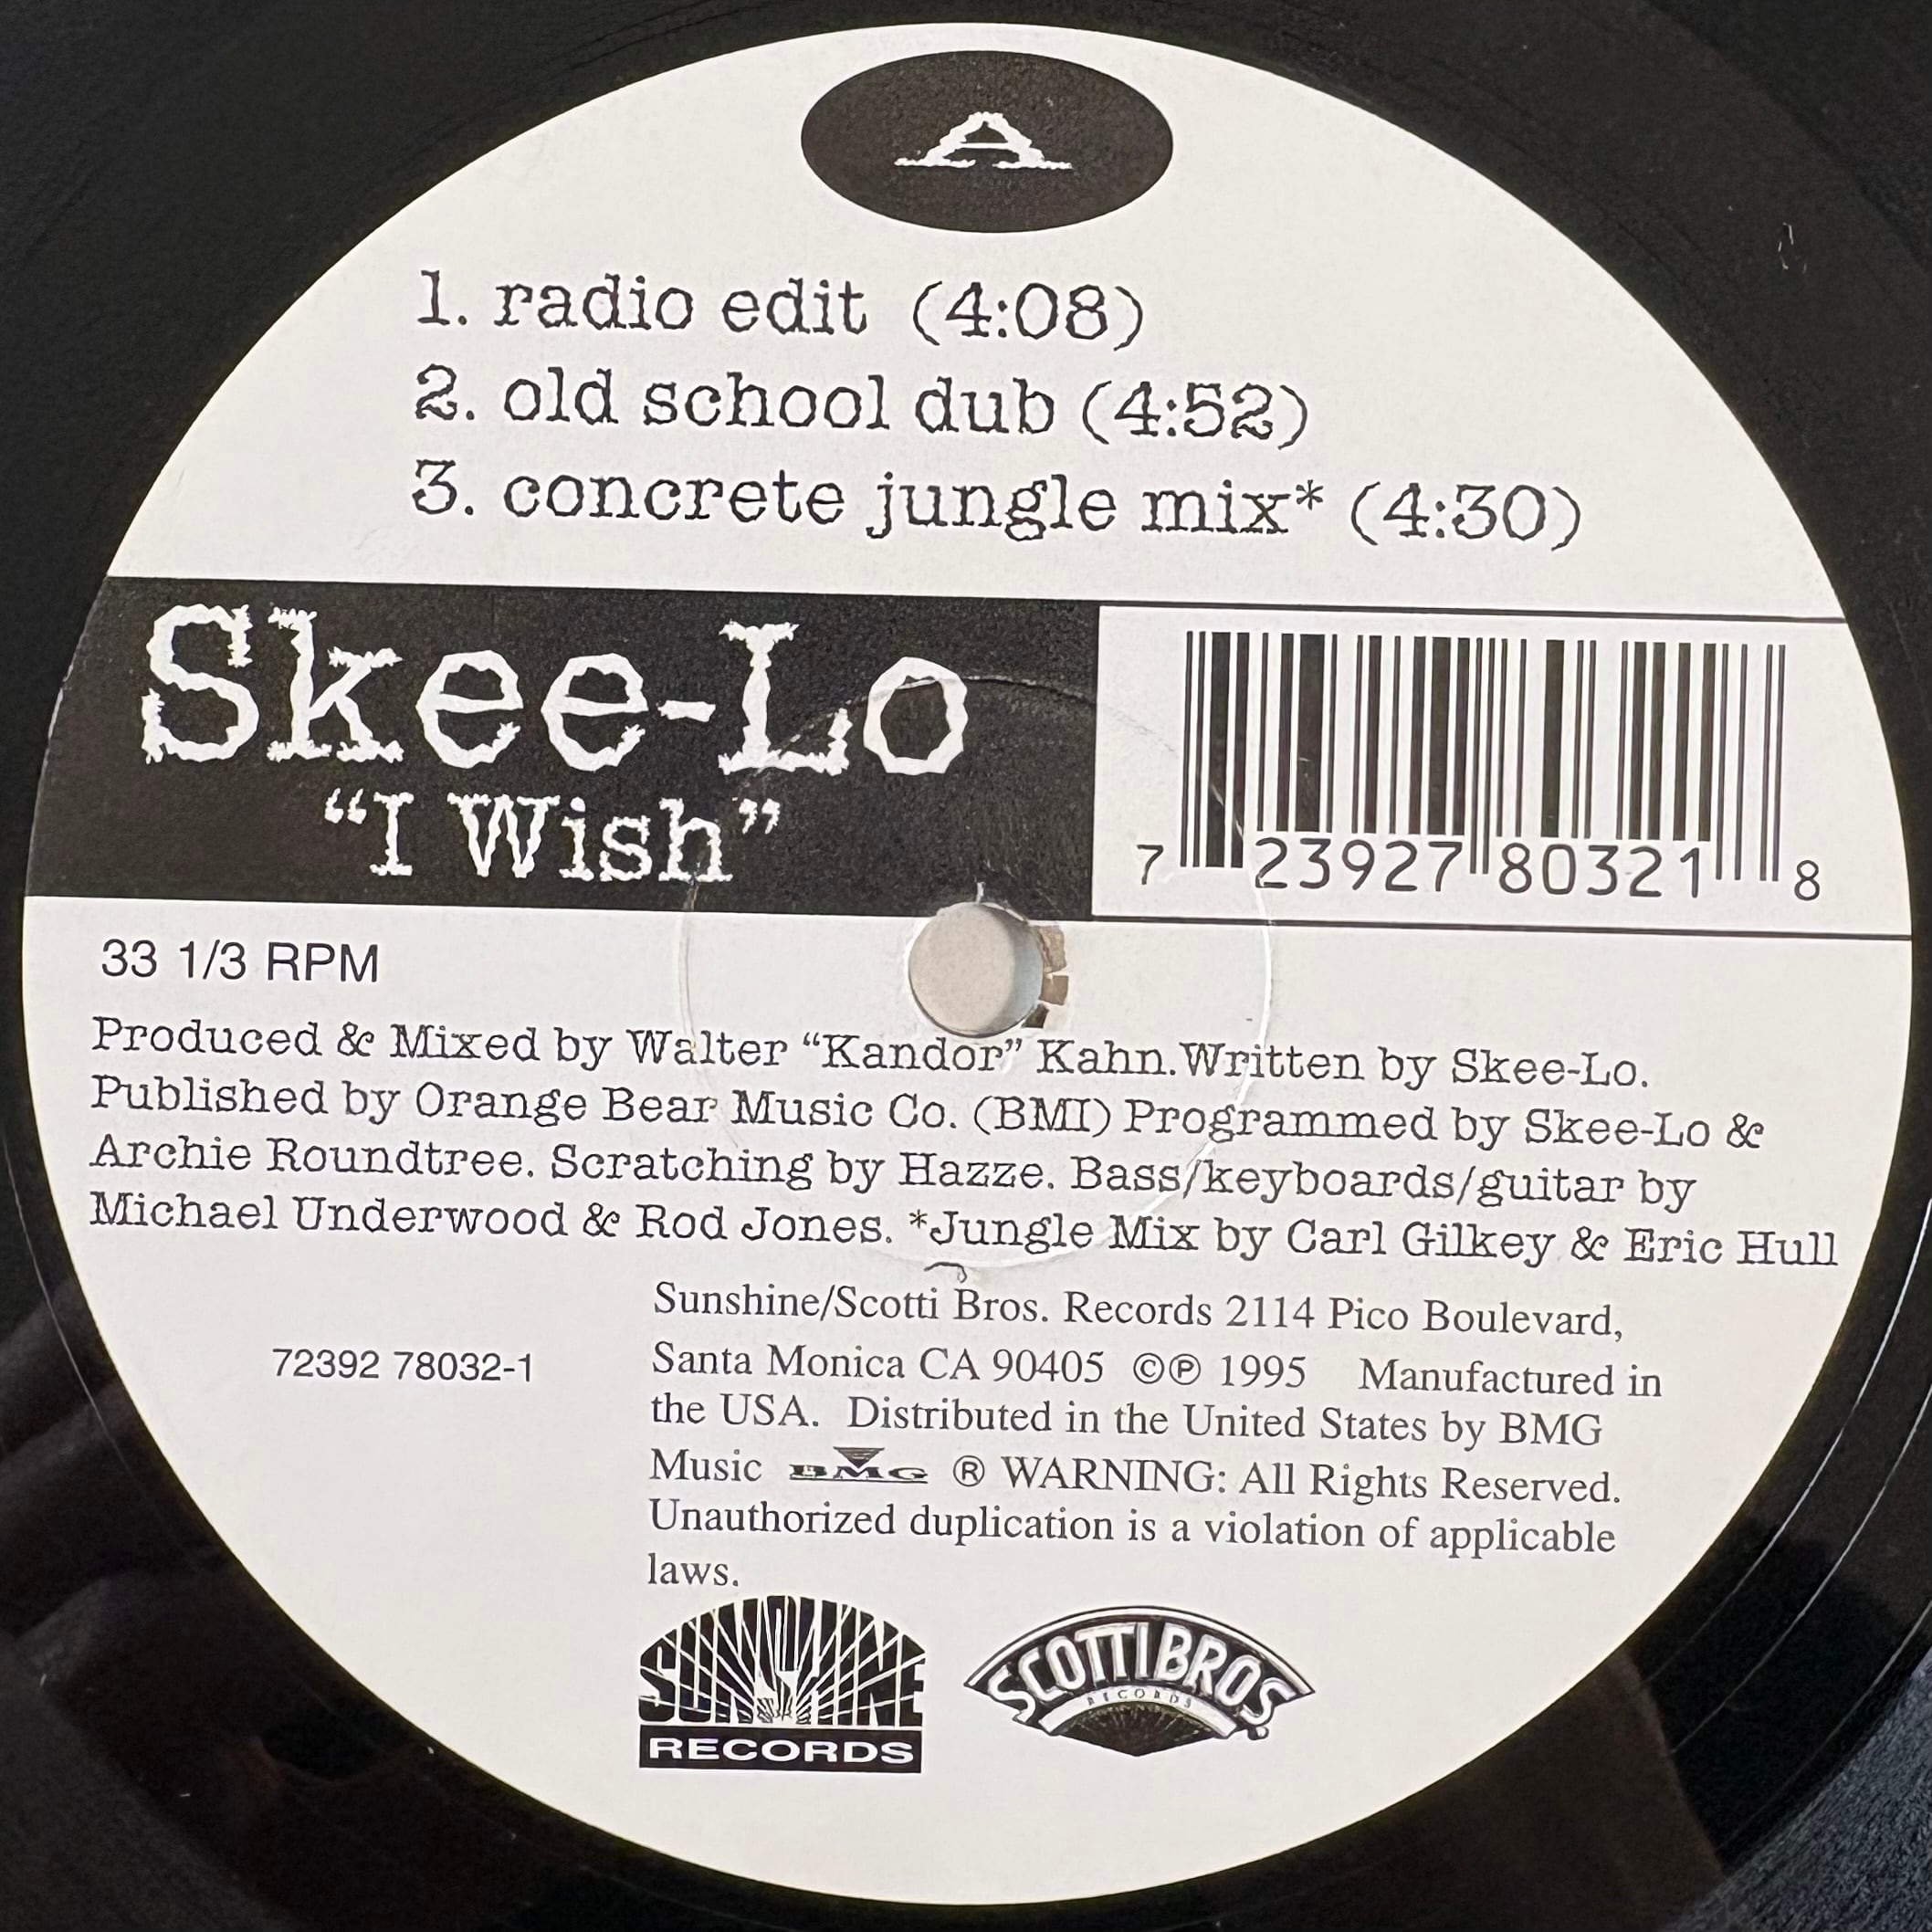 A
1. radio edit (4:08)
2. old school dub (4:52)
3. concrete jungle mix* (4:30)
Skee-Lo
"I Wish"
7 23927 80321 8
33 1/3 RPM
Produced & Mixed by Walter "Kandor" Kahn.Written by Skee-Lo.
Published by Orange Bear Music Co. (BMI) Programmed by Skee-Lo &
Archie Roundtree. Scratching by Hazze. Bass/keyboards/guitar by
Michael Underwood & Rod Jones. *Jungle Mix by Carl Gilkey & Eric Hull
72392 78032-1
Sunshine/Scotti Bros. Records 2114 Pico Boulevard,
Santa Monica CA 90405 ©℗ 1995 Manufactured in
the USA. Distributed in the United States by BMG
Music BMG ® WARNING: All Rights Reserved.
Unauthorized duplication is a violation of applicable
laws.
SUNSHINE
RECORDS
SCOTTI BROS.
RECORDS